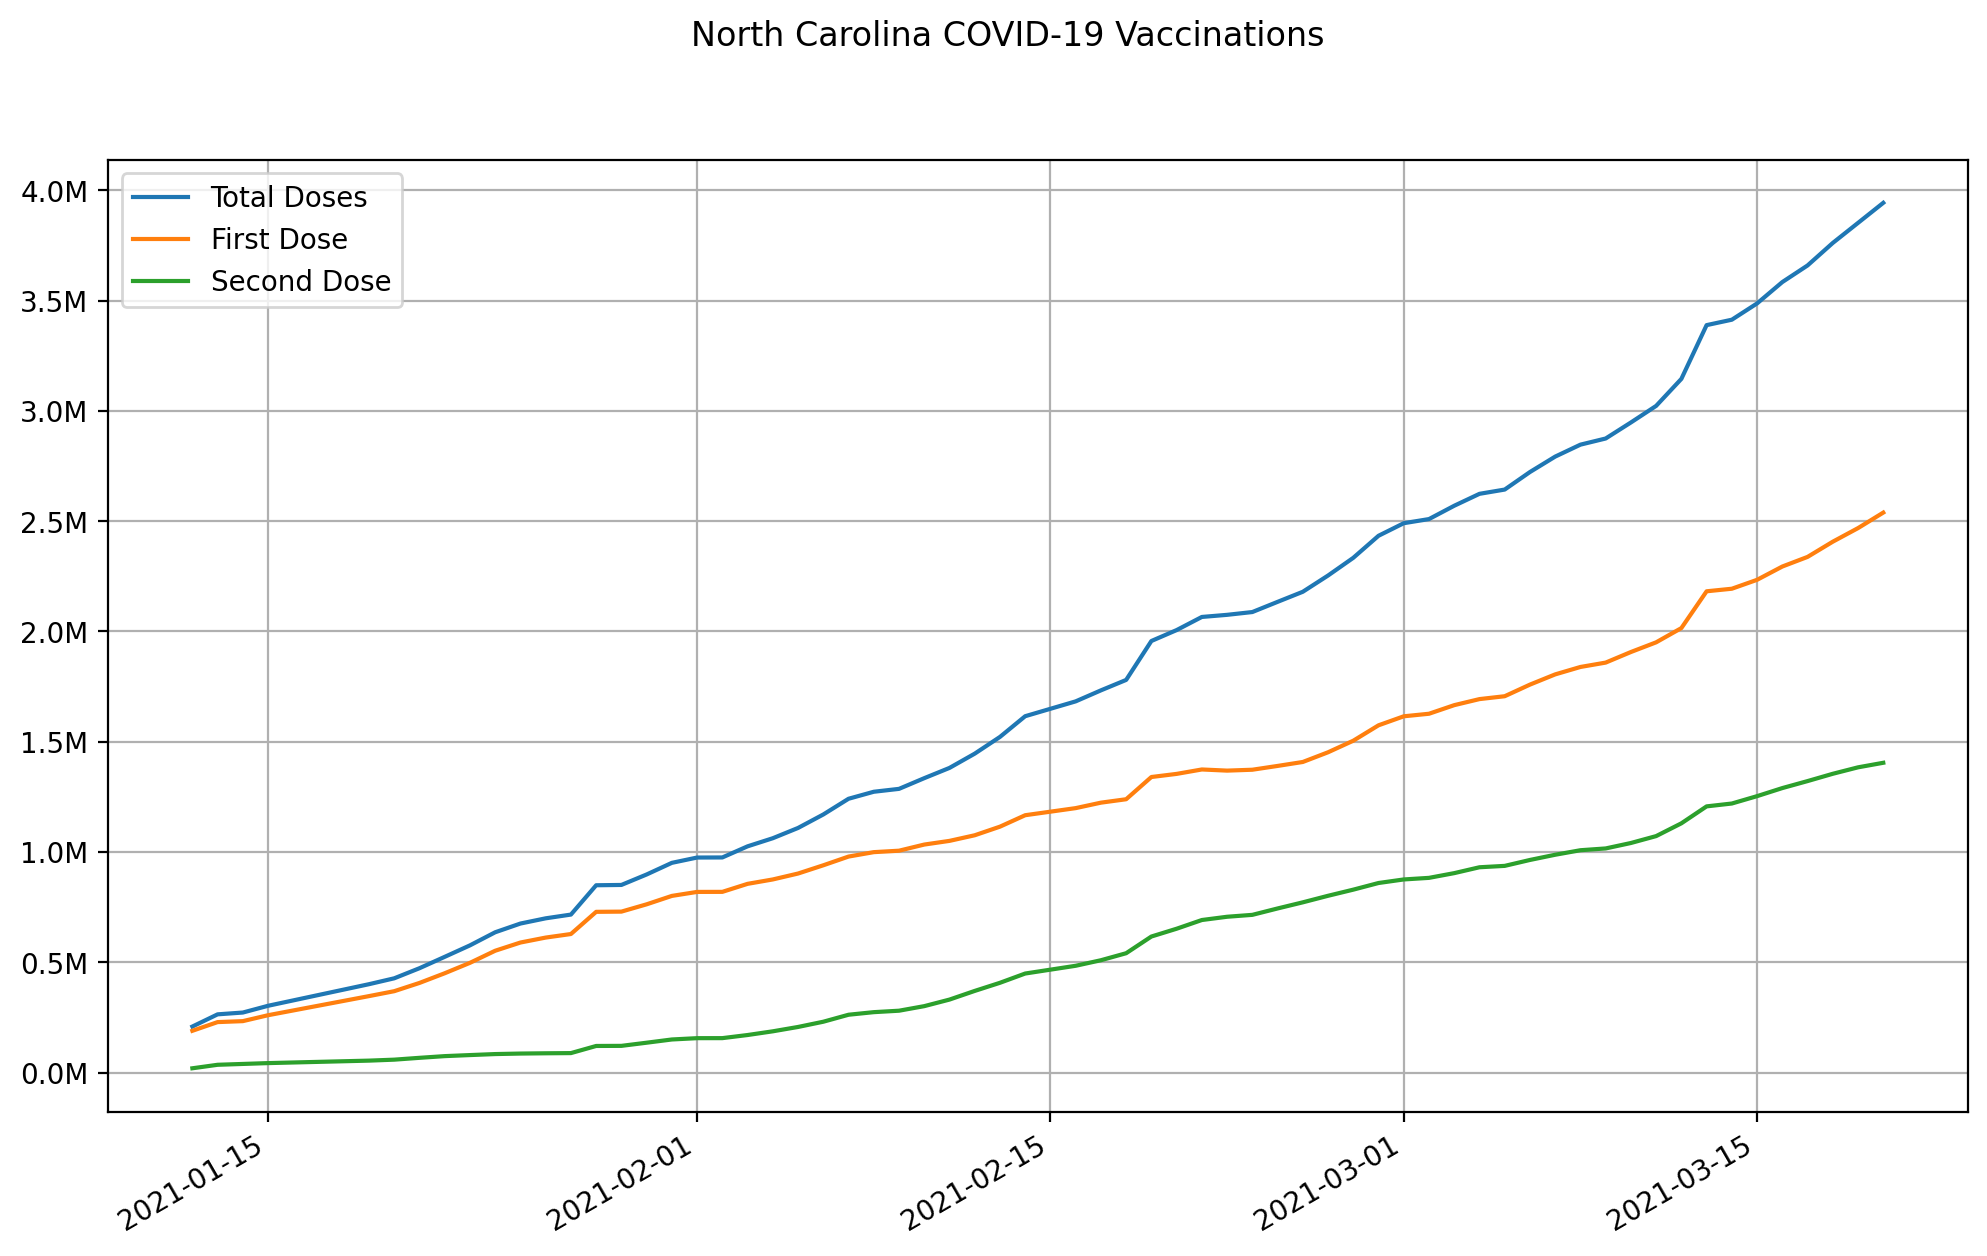 North Carolina COVID-19 Vaccinations
4.0M
3.5M
3.0M
2.5M
2.0M
1.5M
1.0M
0.5M
0.0M
Total Doses
First Dose
Second Dose
2021-01-15
2021-02-01
2021-02-15
2021-03-01
2021-03-15